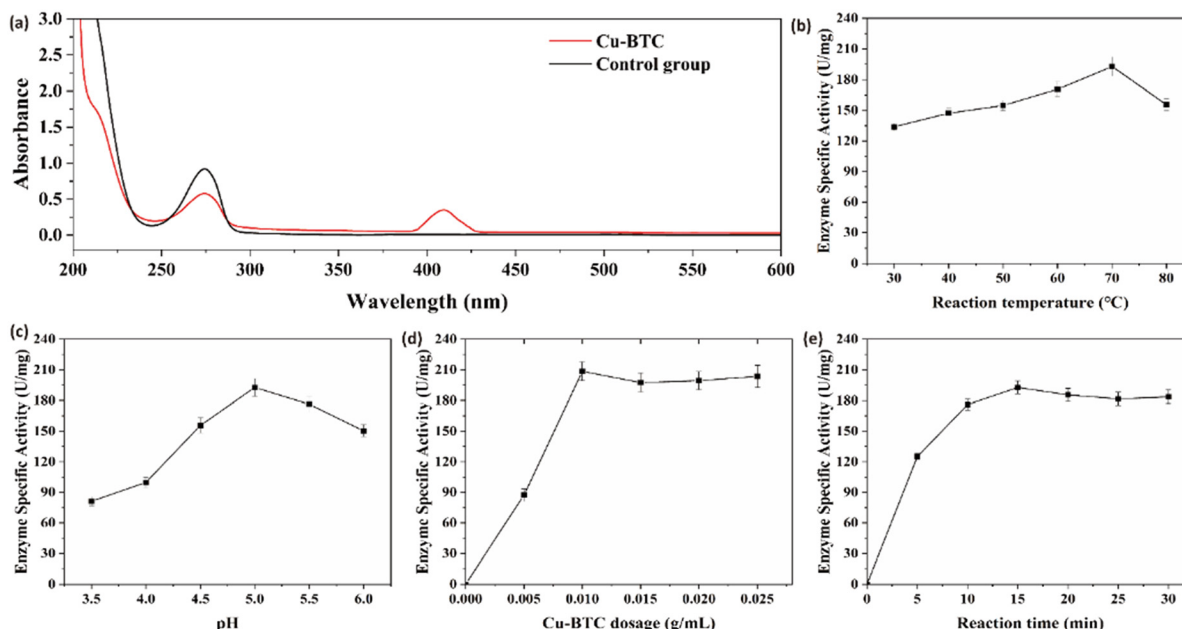 (a)
Absorbance
3.0
2.5
2.0
1.5
1.0
0.5
0.0
Cu-BTC
Control group
200 250 300 350 400 450 500 550 600
Wavelength (nm)
(b)
Enzyme Specific Activity (U/mg)
240
210
180
150
120
90
60
30
0
30 40 50 60 70 80
Reaction temperature (°C)
(c)
Enzyme Specific Activity (U/mg)
240
210
180
150
120
90
60
30
0
3.5 4.0 4.5 5.0 5.5 6.0
pH
(d)
Enzyme Specific Activity (U/mg)
240
210
180
150
120
90
60
30
0
0.000 0.005 0.010 0.015 0.020 0.025
Cu-BTC dosage (g/mL)
(e)
Enzyme Specific Activity (U/mg)
240
210
180
150
120
90
60
30
0
0 5 10 15 20 25 30
Reaction time (min)